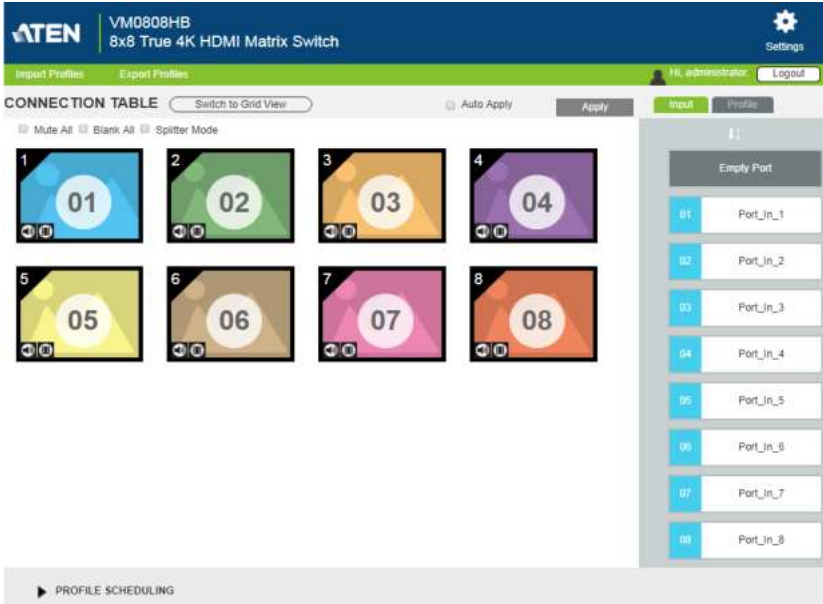 ATEN
VM0808HB
8x8 True 4K HDMI Matrix Switch
Settings
Import Profiles Export Profiles
Hi, administrator. Logout
CONNECTION TABLE Switch to Grid View Auto Apply Apply Input Profile
Mute All Blank All Splitter Mode
1 2 3 4
01 02 03 04
5 6 7 8
05 06 07 08
Empty Port
01 Port_In_1
02 Port_In_2
03 Port_In_3
04 Port_In_4
05 Port_In_5
06 Port_In_6
07 Port_In_7
08 Port_In_8
PROFILE SCHEDULING